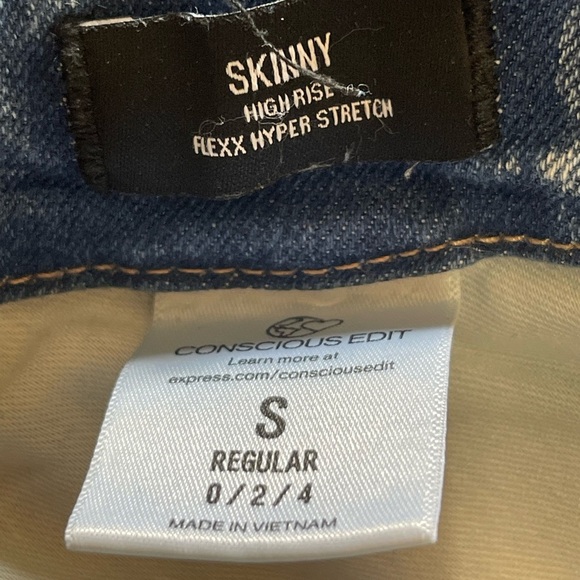 SKINNY
HIGH RISE
FLEXX HYPER STRETCH
CONSCIOUS EDIT
Learn more at
express.com/consciousedit
S
REGULAR
0/2/4
MADE IN VIETNAM